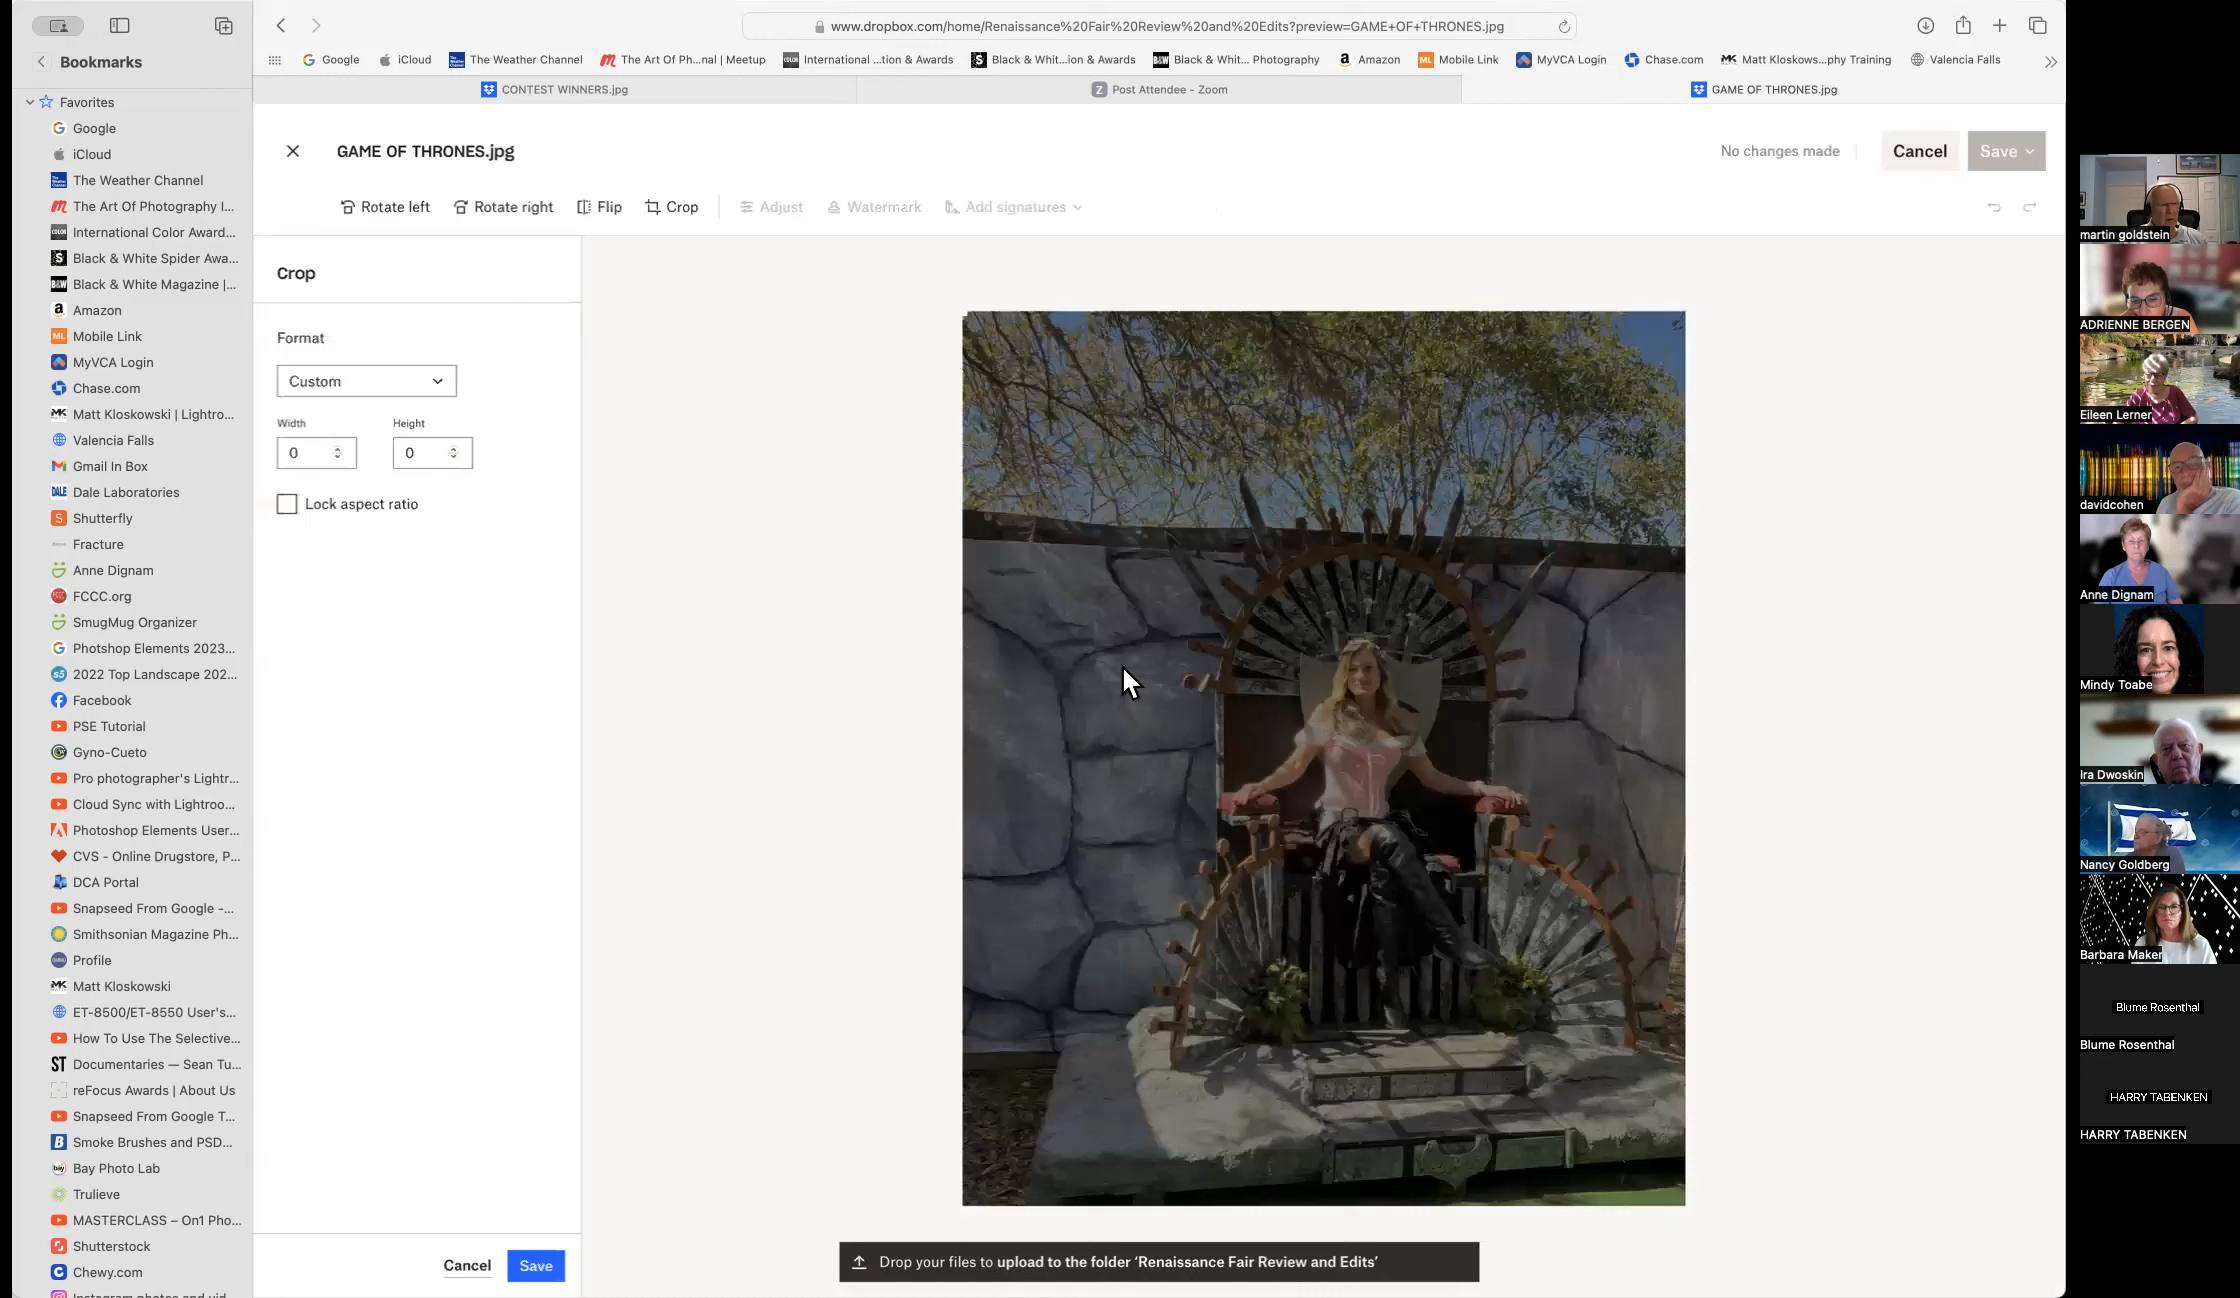 www.dropbox.com/home/Renaissance%20Fair%20Review%20and%20Edits?preview=GAME+OF+THRONES.jpg
Bookmarks
Google
iCloud
The Weather Channel
The Art Of Ph...nal | Meetup
International ...tion & Awards
Black & Whit...ion & Awards
Black & Whit... Photography
Amazon
Mobile Link
MyVCA Login
Chase.com
Matt Kloskows...phy Training
Valencia Falls
CONTEST WINNERS.jpg
Post Attendee - Zoom
GAME OF THRONES.jpg
Favorites
Google
iCloud
The Weather Channel
The Art Of Photography I...
International Color Award...
Black & White Spider Awa...
Black & White Magazine |...
Amazon
Mobile Link
MyVCA Login
Chase.com
Matt Kloskowski | Lightro...
Valencia Falls
Gmail In Box
Dale Laboratories
Shutterfly
Fracture
Anne Dignam
FCCC.org
SmugMug Organizer
Photshop Elements 2023...
2022 Top Landscape 202...
Facebook
PSE Tutorial
Gyno-Cueto
Pro photographer's Lightr...
Cloud Sync with Lightroo...
Photoshop Elements User...
CVS - Online Drugstore, P...
DCA Portal
Snapseed From Google -...
Smithsonian Magazine Ph...
Profile
Matt Kloskowski
ET-8500/ET-8550 User's...
How To Use The Selective...
Documentaries — Sean Tu...
reFocus Awards | About Us
Snapseed From Google T...
Smoke Brushes and PSD...
Bay Photo Lab
Trulieve
MASTERCLASS – On1 Pho...
Shutterstock
Chewy.com
GAME OF THRONES.jpg
No changes made
Cancel
Save
Rotate left
Rotate right
Flip
Crop
Adjust
Watermark
Add signatures
Crop
Format
Custom
Width
Height
0
0
Lock aspect ratio
Cancel
Save
Drop your files to upload to the folder ‘Renaissance Fair Review and Edits’
martin goldstein
ADRIENNE BERGEN
Eileen Lerner
davidcohen
Anne Dignam
Mindy Toabe
Ira Dwoskin
Nancy Goldberg
Barbara Maker
Blume Rosenthal
Blume Rosenthal
HARRY TABENKEN
HARRY TABENKEN